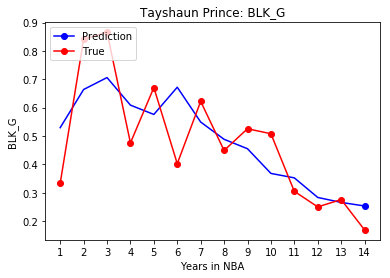 Tayshaun Prince: BLK_G
0.9
0.8
0.7
0.6
0.5
0.4
0.3
0.2
BLK_G
Prediction
True
1 2 3 4 5 6 7 8 9 10 11 12 13 14
Years in NBA